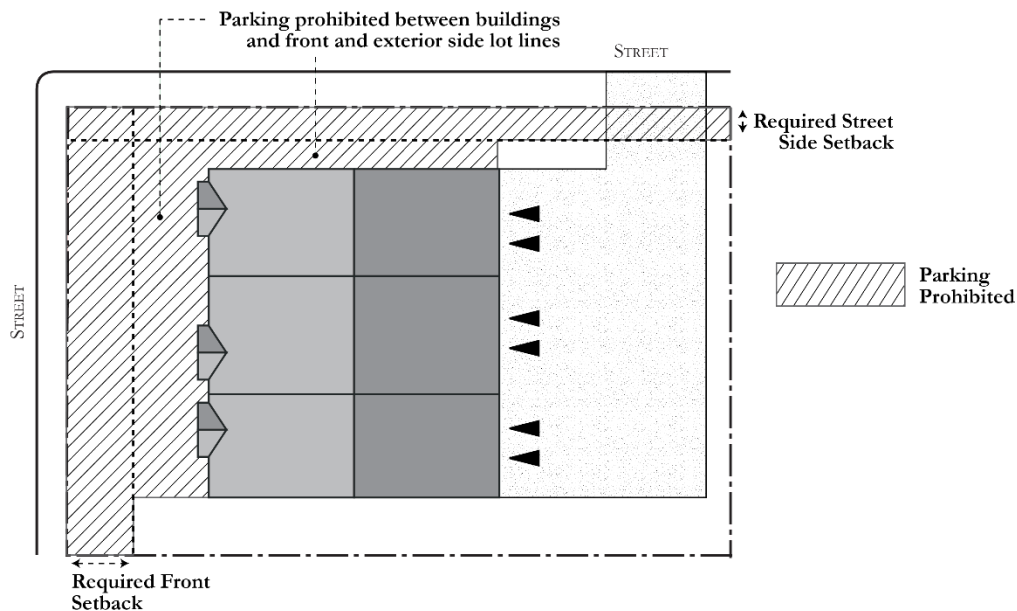 Parking prohibited between buildings
and front and exterior side lot lines
STREET
Required Street
Side Setback
STREET
Parking
Prohibited
Required Front
Setback